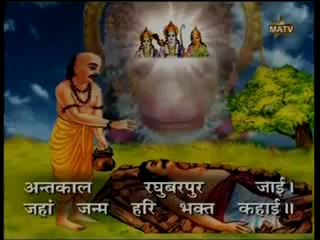 MATV
अन्तकाल रघुबरपुर जाई।
जहां जन्म हरि भक्त कहाई॥